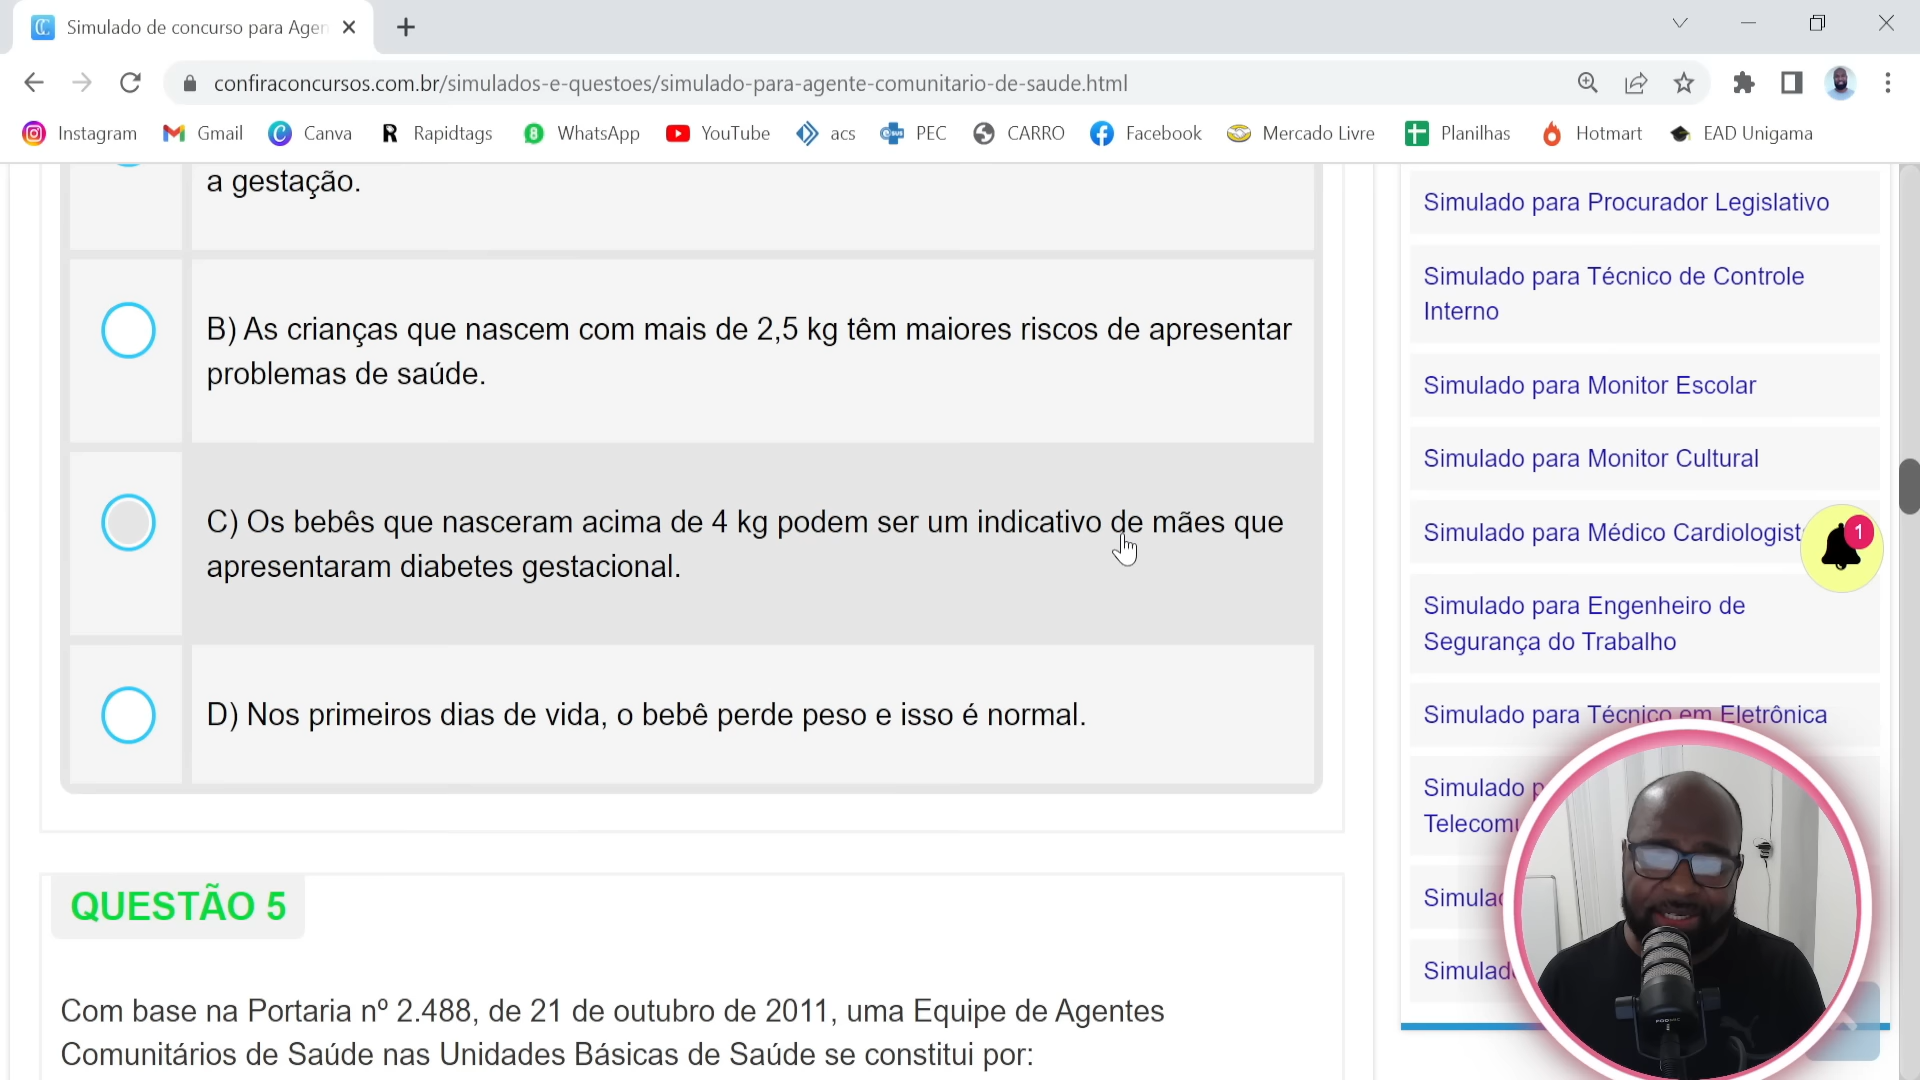 Simulado de concurso para Agen
confiraconcursos.com.br/simulados-e-questoes/simulado-para-agente-comunitario-de-saude.html
Instagram
Gmail
Canva
Rapidtags
8
WhatsApp
YouTube
acs
PEC
CARRO
Facebook
Mercado Livre
Planilhas
Hotmart
EAD Unigama
a gestação.
B) As crianças que nascem com mais de 2,5 kg têm maiores riscos de apresentar
problemas de saúde.
C) Os bebês que nasceram acima de 4 kg podem ser um indicativo de mães que
apresentaram diabetes gestacional.
D) Nos primeiros dias de vida, o bebê perde peso e isso é normal.
QUESTÃO 5
Com base na Portaria nº 2.488, de 21 de outubro de 2011, uma Equipe de Agentes
Comunitários de Saúde nas Unidades Básicas de Saúde se constitui por:
Simulado para Procurador Legislativo
Simulado para Técnico de Controle
Interno
Simulado para Monitor Escolar
Simulado para Monitor Cultural
Simulado para Médico Cardiologist
1
Simulado para Engenheiro de
Segurança do Trabalho
Simulado para Técnico em Eletrônica
Simulado p
Telecomu
Simulad
Simulad